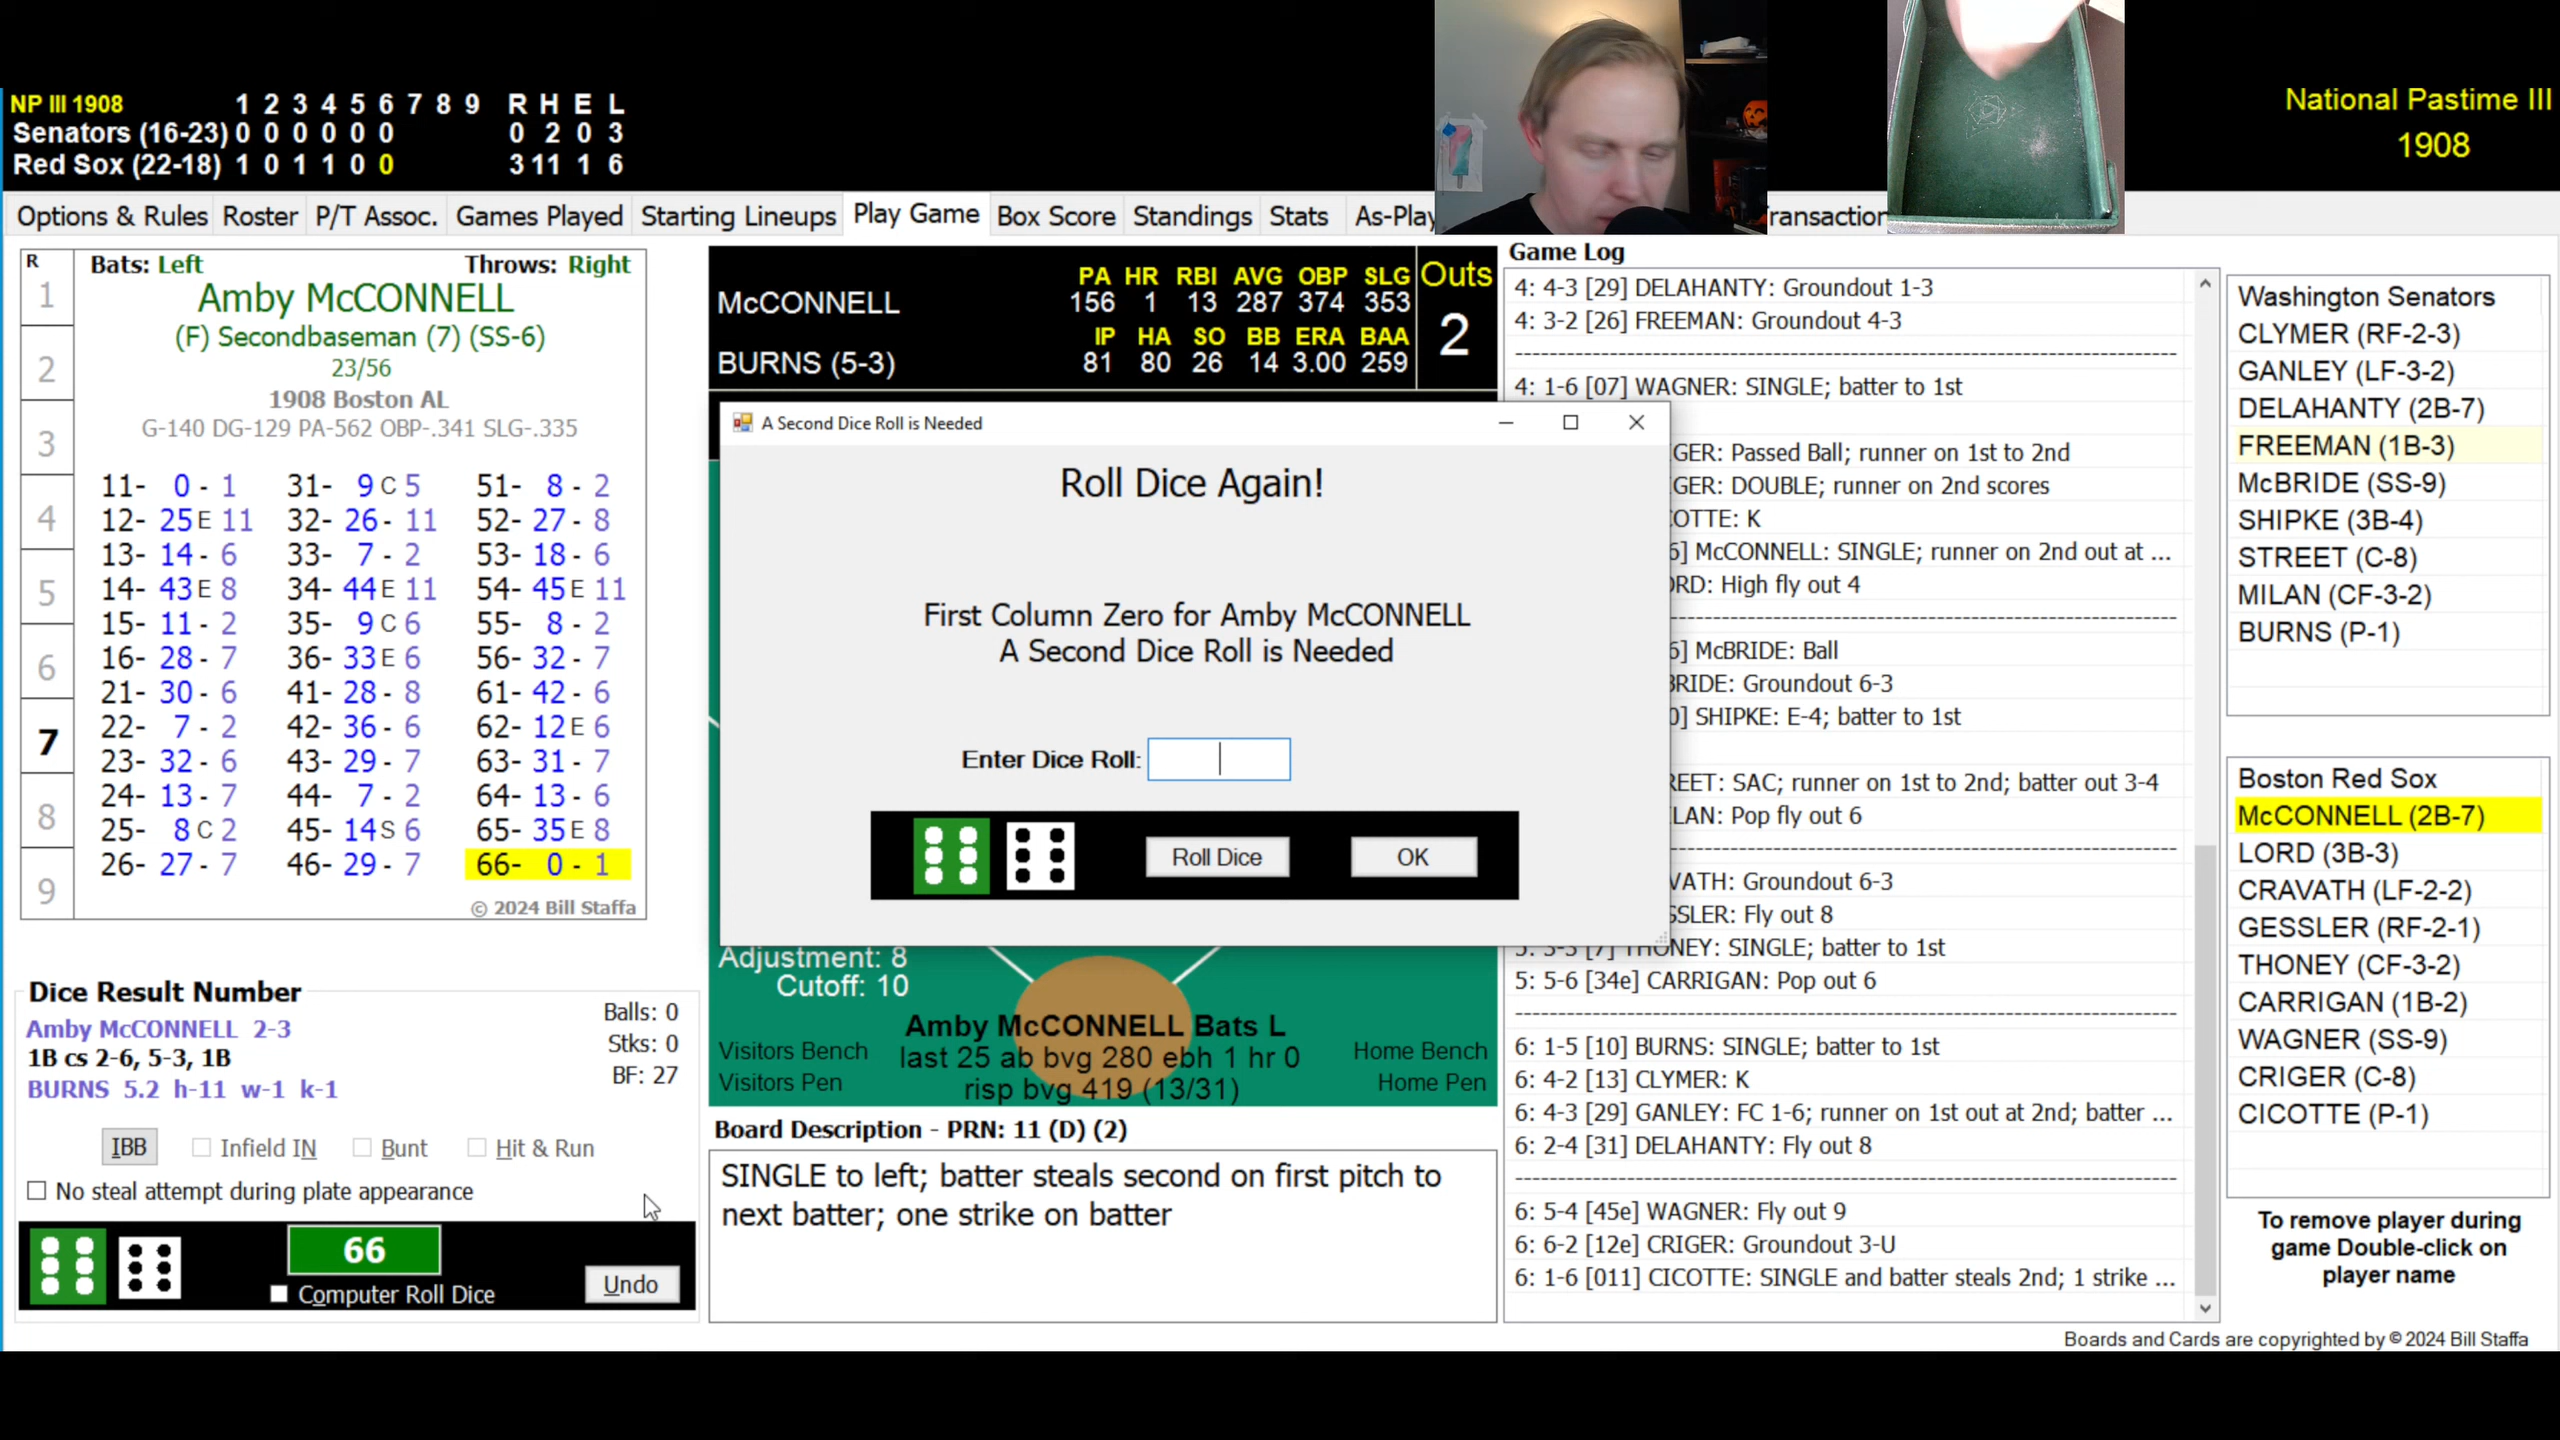 NP III 1908 1 2 3 4 5 6 7 8 9 R H E L
Senators (16-23) 0 0 0 0 0 0 0 2 0 3
Red Sox (22-18) 1 0 1 1 0 0 3 11 1 6
National Pastime III
1908
Options & Rules Roster P/T Assoc. Games Played Starting Lineups Play Game Box Score Standings Stats As-Play ransaction
R
1
2
3
4
5
6
7
8
9
Bats: Left Throws: Right
Amby McCONNELL
(F) Secondbaseman (7) (SS-6)
23/56
1908 Boston AL
G-140 DG-129 PA-562 OBP-.341 SLG-.335
11- 0 - 1 31- 9 C 5 51- 8 - 2
12- 25 E 11 32- 26 - 11 52- 27 - 8
13- 14 - 6 33- 7 - 2 53- 18 - 6
14- 43 E 8 34- 44 E 11 54- 45 E 11
15- 11 - 2 35- 9 C 6 55- 8 - 2
16- 28 - 7 36- 33 E 6 56- 32 - 7
21- 30 - 6 41- 28 - 8 61- 42 - 6
22- 7 - 2 42- 36 - 6 62- 12 E 6
23- 32 - 6 43- 29 - 7 63- 31 - 7
24- 13 - 7 44- 7 - 2 64- 13 - 6
25- 8 C 2 45- 14 S 6 65- 35 E 8
26- 27 - 7 46- 29 - 7 66- 0 - 1
© 2024 Bill Staffa
Dice Result Number
Amby McCONNELL 2-3
1B cs 2-6, 5-3, 1B
BURNS 5.2 h-11 w-1 k-1
Balls: 0
Stks: 0
BF: 27
IBB Infield IN Bunt Hit & Run
No steal attempt during plate appearance
66
Computer Roll Dice
Undo
PA HR RBI AVG OBP SLG
McCONNELL 156 1 13 287 374 353
IP HA SO BB ERA BAA
BURNS (5-3) 81 80 26 14 3.00 259
Outs
2
A Second Dice Roll is Needed
Roll Dice Again!
First Column Zero for Amby McCONNELL
A Second Dice Roll is Needed
Enter Dice Roll:
Roll Dice OK
Adjustment: 8
Cutoff: 10
Amby McCONNELL Bats L
last 25 ab bvg 280 ebh 1 hr 0
risp bvg 419 (13/31)
Visitors Bench
Visitors Pen
Home Bench
Home Pen
Board Description - PRN: 11 (D) (2)
SINGLE to left; batter steals second on first pitch to
next batter; one strike on batter
Game Log
4: 4-3 [29] DELAHANTY: Groundout 1-3
4: 3-2 [26] FREEMAN: Groundout 4-3
4: 1-6 [07] WAGNER: SINGLE; batter to 1st
GER: Passed Ball; runner on 1st to 2nd
GER: DOUBLE; runner on 2nd scores
OTTE: K
6] McCONNELL: SINGLE; runner on 2nd out at ...
RD: High fly out 4
6] McBRIDE: Ball
BRIDE: Groundout 6-3
0] SHIPKE: E-4; batter to 1st
REET: SAC; runner on 1st to 2nd; batter out 3-4
LAN: Pop fly out 6
VATH: Groundout 6-3
SSLER: Fly out 8
5: 3-3 [7] THONEY: SINGLE; batter to 1st
5: 5-6 [34e] CARRIGAN: Pop out 6
6: 1-5 [10] BURNS: SINGLE; batter to 1st
6: 4-2 [13] CLYMER: K
6: 4-3 [29] GANLEY: FC 1-6; runner on 1st out at 2nd; batter ...
6: 2-4 [31] DELAHANTY: Fly out 8
6: 5-4 [45e] WAGNER: Fly out 9
6: 6-2 [12e] CRIGER: Groundout 3-U
6: 1-6 [011] CICOTTE: SINGLE and batter steals 2nd; 1 strike ...
Washington Senators
CLYMER (RF-2-3)
GANLEY (LF-3-2)
DELAHANTY (2B-7)
FREEMAN (1B-3)
McBRIDE (SS-9)
SHIPKE (3B-4)
STREET (C-8)
MILAN (CF-3-2)
BURNS (P-1)
Boston Red Sox
McCONNELL (2B-7)
LORD (3B-3)
CRAVATH (LF-2-2)
GESSLER (RF-2-1)
THONEY (CF-3-2)
CARRIGAN (1B-2)
WAGNER (SS-9)
CRIGER (C-8)
CICOTTE (P-1)
To remove player during
game Double-click on
player name
Boards and Cards are copyrighted by © 2024 Bill Staffa